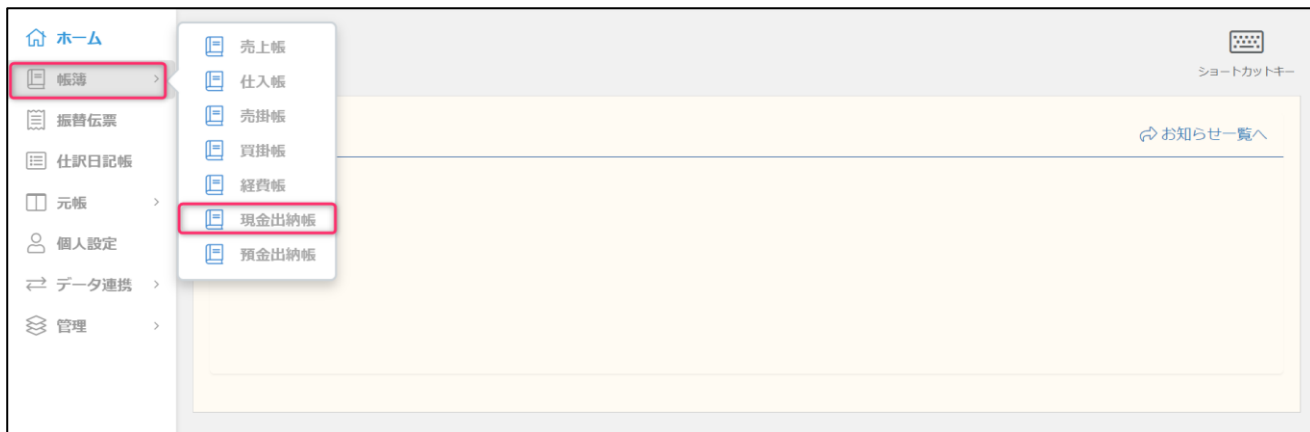 ホーム
帳簿
振替伝票
仕訳日記帳
元帳
個人設定
データ連携
管理
売上帳
仕入帳
売掛帳
買掛帳
経費帳
現金出納帳
預金出納帳
ショートカットキー
お知らせ一覧へ